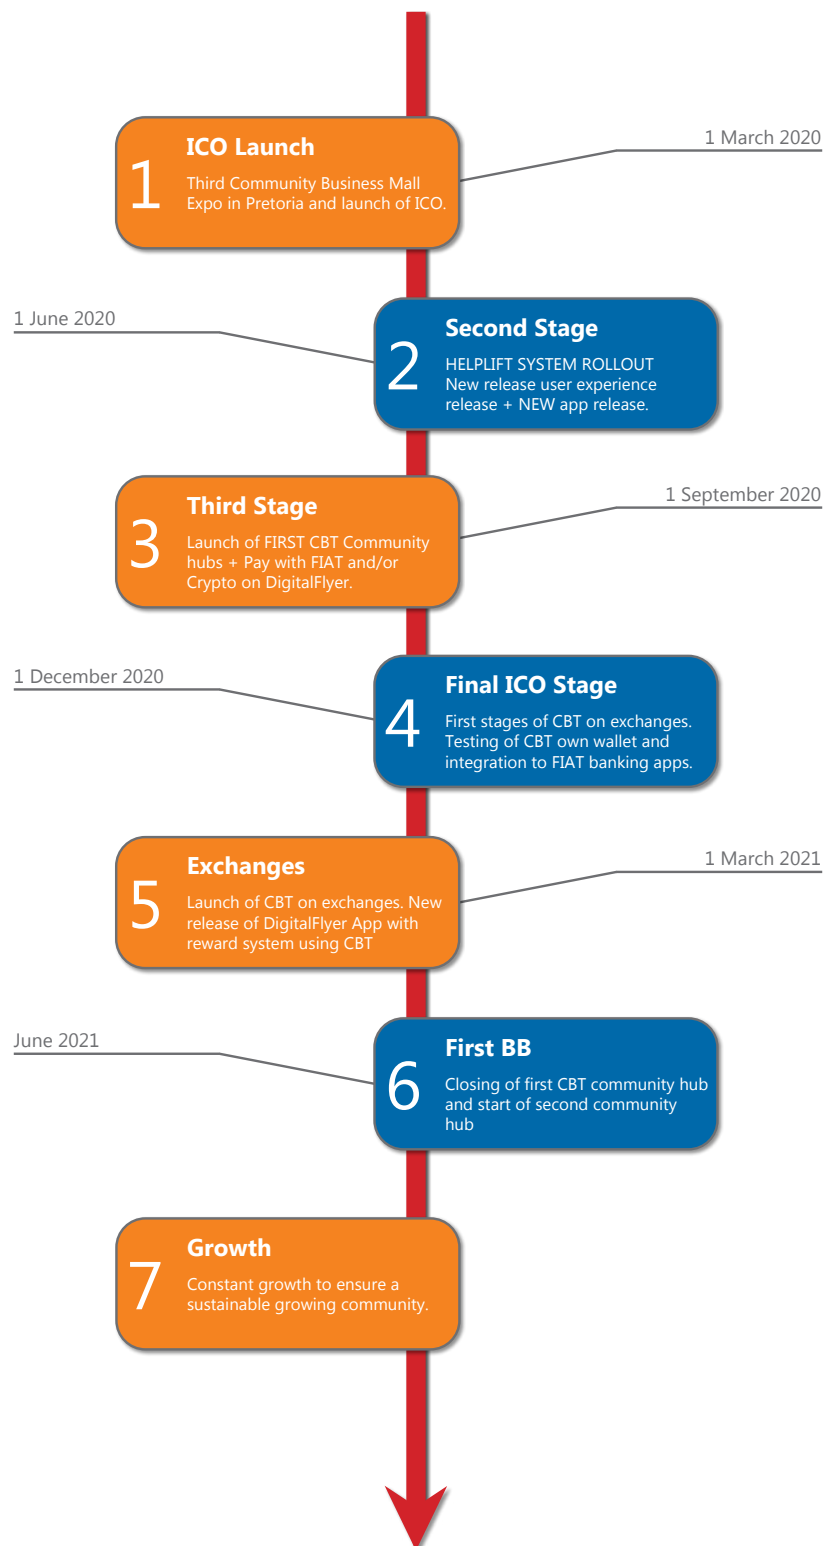 1 March 2020
1
ICO Launch
Third Community Business Mall
Expo in Pretoria and launch of ICO.
1 June 2020
2
Second Stage
HELPLIFT SYSTEM ROLLOUT
New release user experience
release + NEW app release.
1 September 2020
3
Third Stage
Launch of FIRST CBT Community
hubs + Pay with FIAT and/or
Crypto on DigitalFlyer.
1 December 2020
4
Final ICO Stage
First stages of CBT on exchanges.
Testing of CBT own wallet and
integration to FIAT banking apps.
1 March 2021
5
Exchanges
Launch of CBT on exchanges. New
release of DigitalFlyer App with
reward system using CBT
June 2021
6
First BB
Closing of first CBT community hub
and start of second community
hub
7
Growth
Constant growth to ensure a
sustainable growing community.